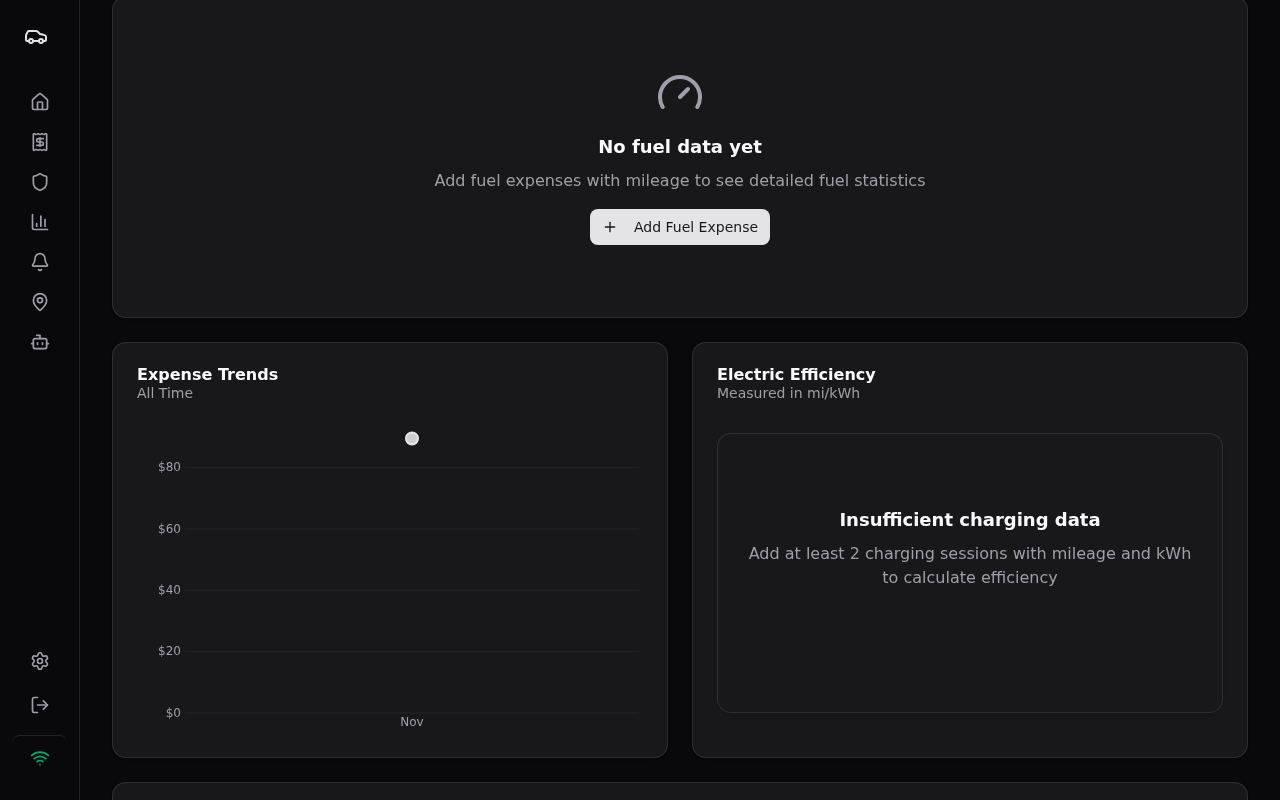 No fuel data yet
Add fuel expenses with mileage to see detailed fuel statistics
Add Fuel Expense
Expense Trends
All Time
$80
$60
$40
$20
$0
Nov
Electric Efficiency
Measured in mi/kWh
Insufficient charging data
Add at least 2 charging sessions with mileage and kWh
to calculate efficiency